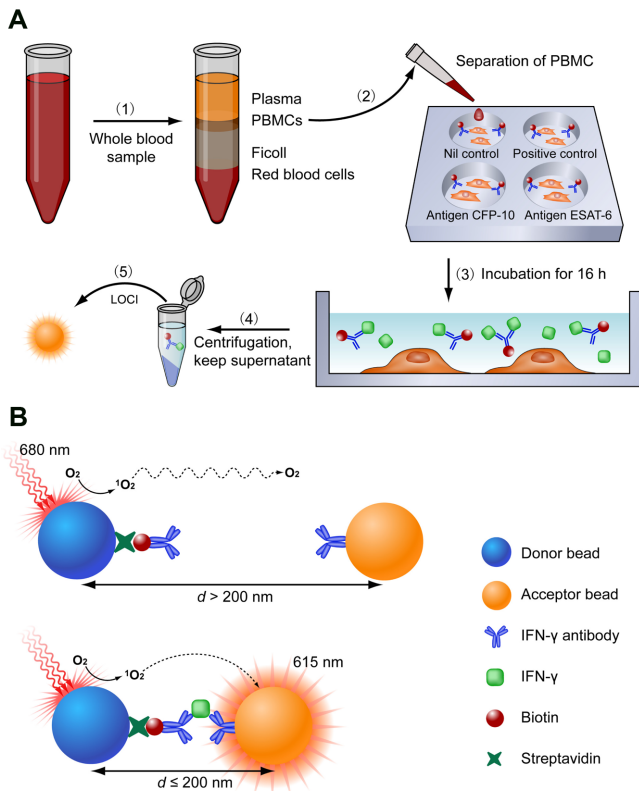 A
(1)
Whole blood
sample
Plasma
PBMCs
Ficoll
Red blood cells
(2)
Separation of PBMC
Nil control
Positive control
Antigen CFP-10
Antigen ESAT-6
(3) Incubation for 16 h
(4)
Centrifugation,
keep supernatant
(5)
LOCI
B
680 nm
O₂
¹O₂
O₂
d > 200 nm
O₂
¹O₂
615 nm
d ≤ 200 nm
Donor bead
Acceptor bead
IFN-γ antibody
IFN-γ
Biotin
Streptavidin